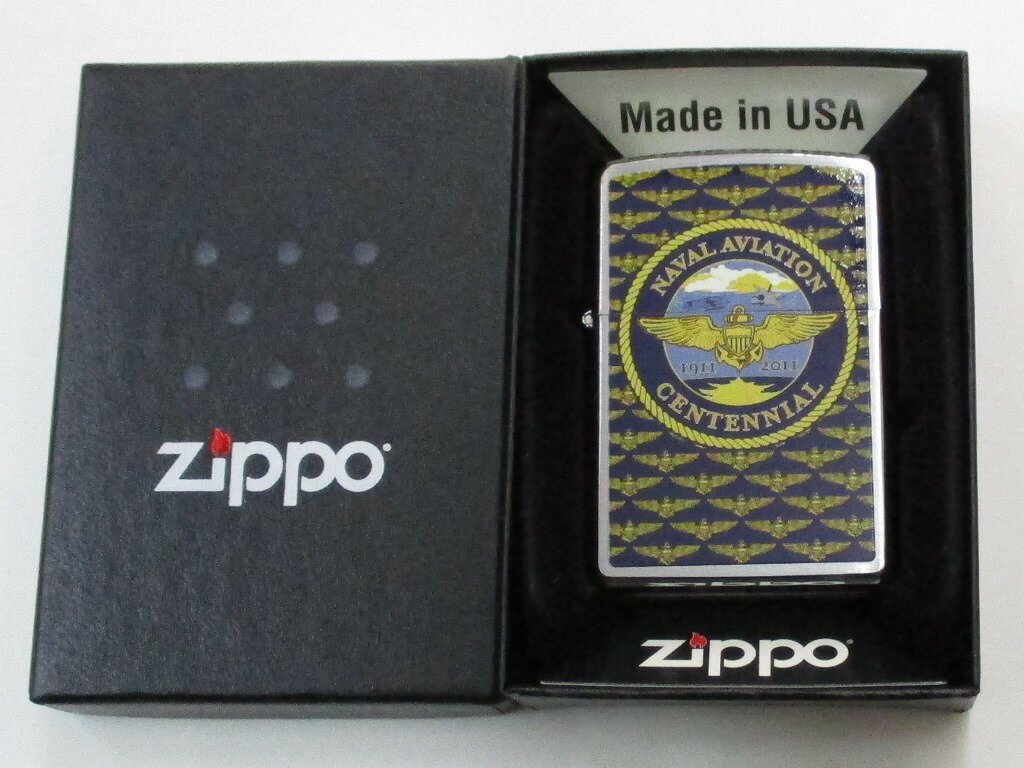 zippo
Made in USA
NAVAL AVIATION
1911 2011
CENTENNIAL
zippo